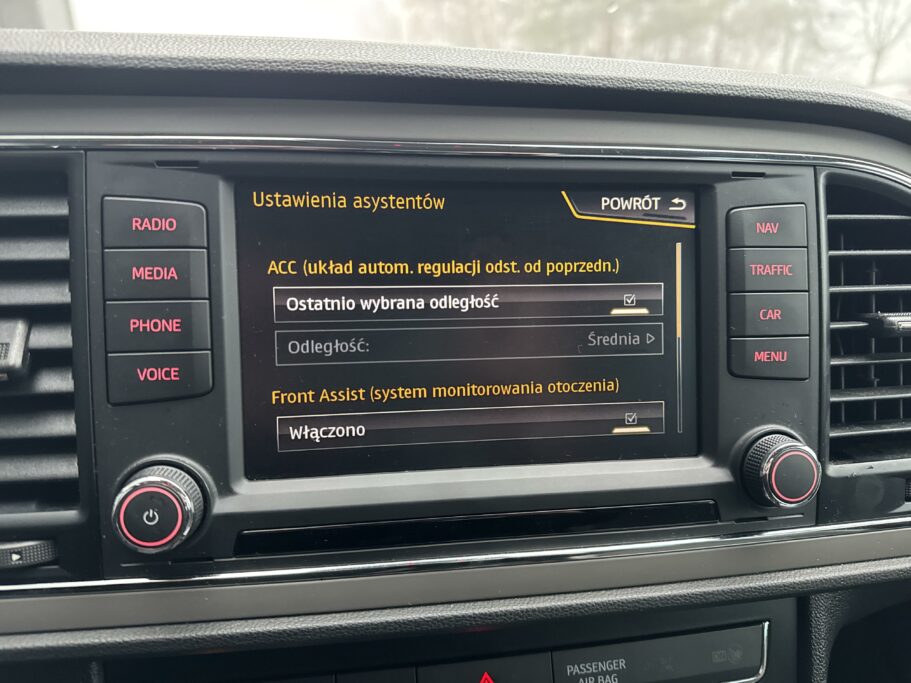 Ustawienia asystentów
POWRÓT
RADIO
MEDIA
PHONE
VOICE
ACC (układ autom. regulacji odst. od poprzedn.)
Ostatnio wybrana odległość
Odległość: Średnia
Front Assist (system monitorowania otoczenia)
Włączono
NAV
TRAFFIC
CAR
MENU
PASSENGER
AIR BAG